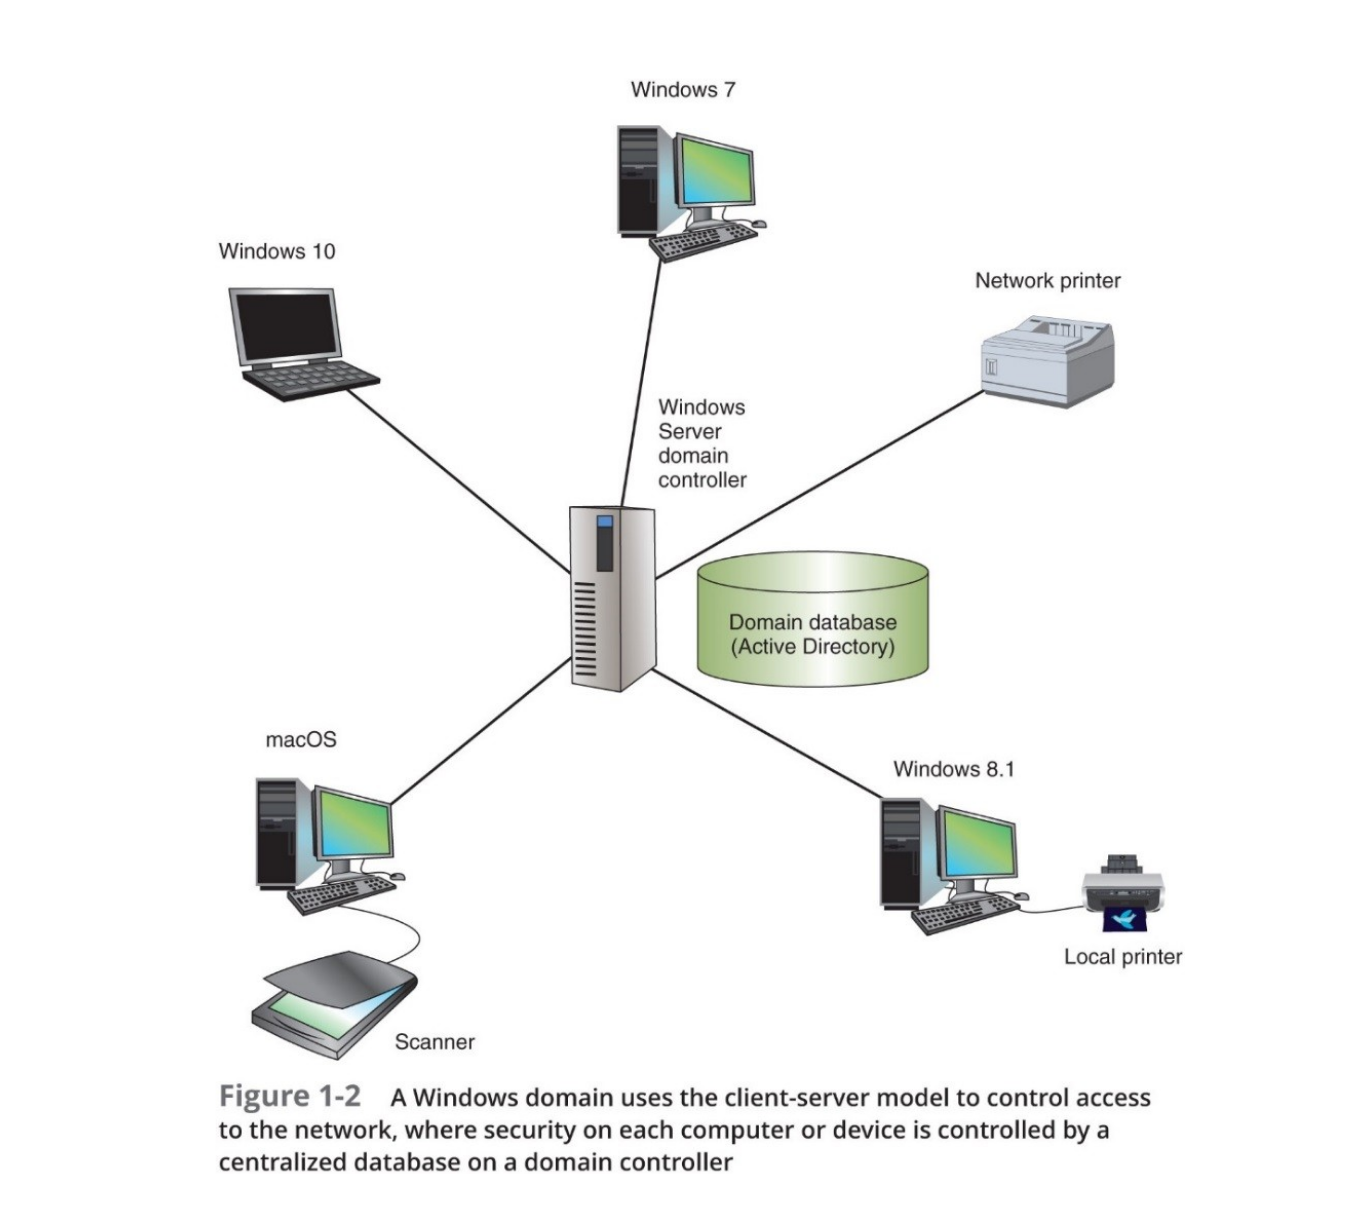 Windows 7
Windows 10
Network printer
Windows
Server
domain
controller
Domain database
(Active Directory)
macOS
Windows 8.1
Local printer
Scanner
Figure 1-2 A Windows domain uses the client-server model to control access
to the network, where security on each computer or device is controlled by a
centralized database on a domain controller